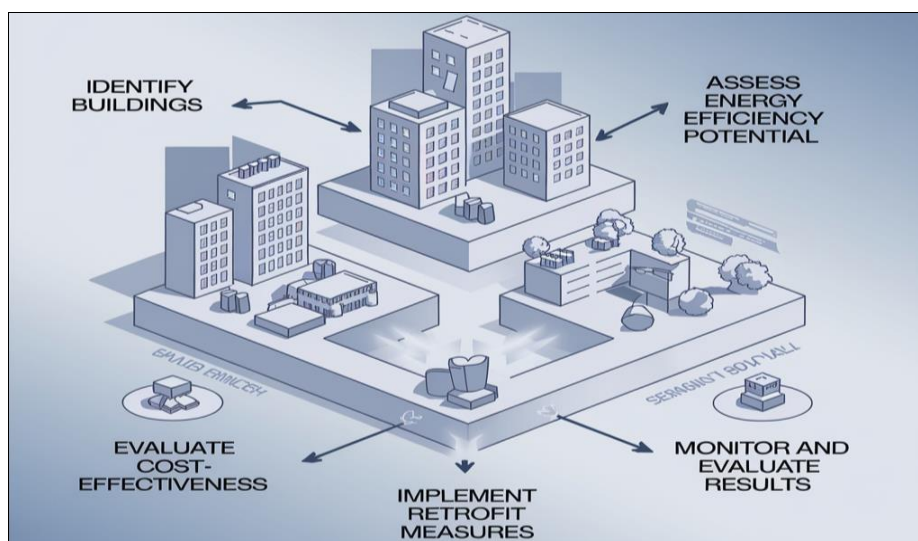 IDENTIFY
BUILDINGS
ASSESS
ENERGY
EFFICIENCY
POTENTIAL
EVALUATE
COST-
EFFECTIVENESS
IMPLEMENT
RETROFIT
MEASURES
MONITOR AND
EVALUATE
RESULTS